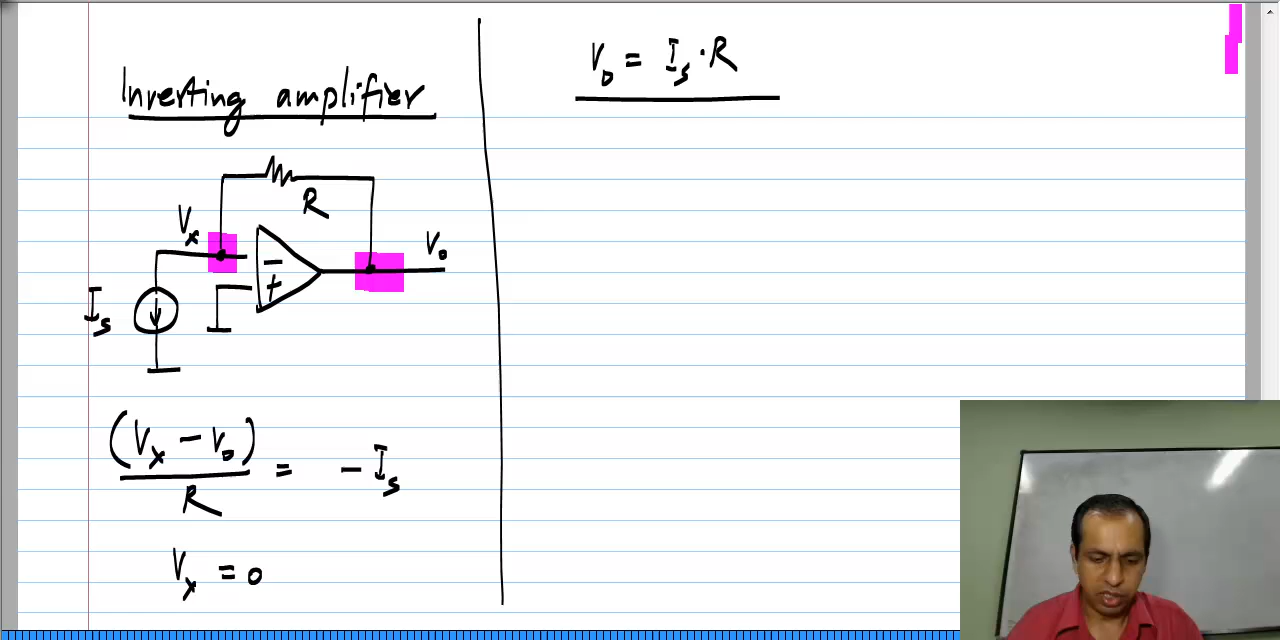 Inverting amplifier
R
Vx
Vo
−
+
Is
(Vx − Vo) / R = − Is
Vx = 0
Vo = Is · R